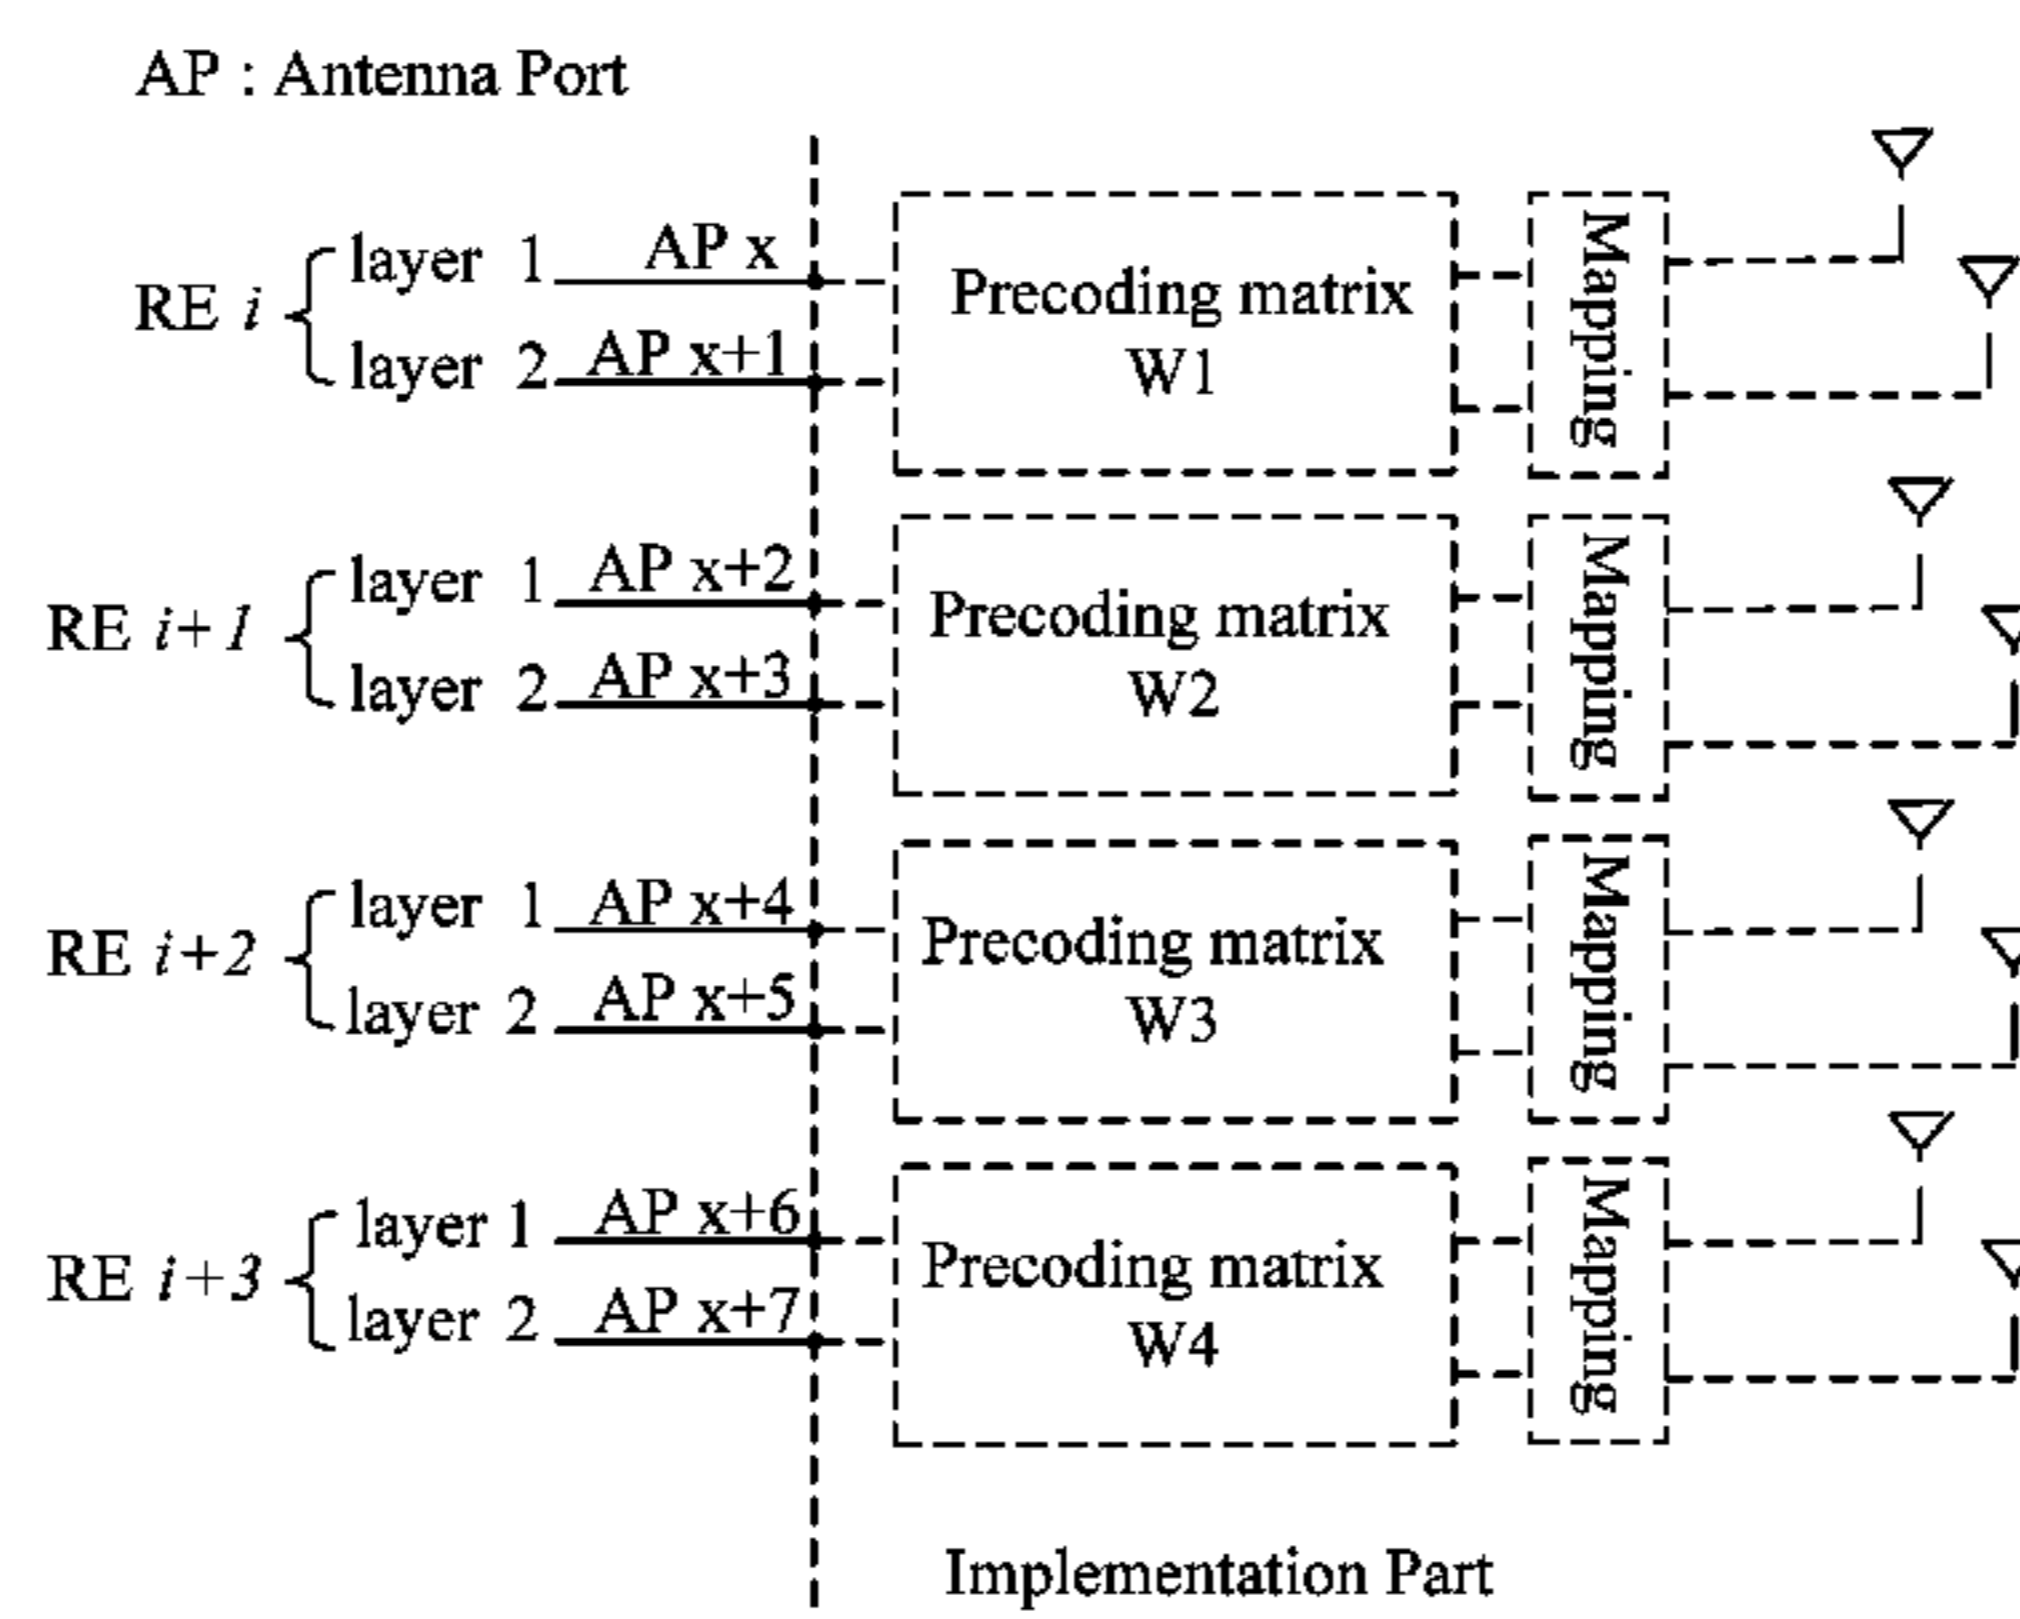 AP : Antenna Port
RE i
layer 1
AP x
layer 2
AP x+1
Precoding matrix
W1
Mapping
RE i+1
layer 1
AP x+2
layer 2
AP x+3
Precoding matrix
W2
Mapping
RE i+2
layer 1
AP x+4
layer 2
AP x+5
Precoding matrix
W3
Mapping
RE i+3
layer 1
AP x+6
layer 2
AP x+7
Precoding matrix
W4
Mapping
Implementation Part